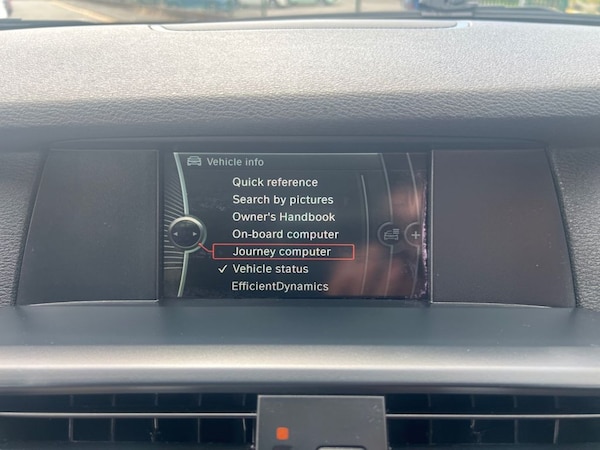 Vehicle info
Quick reference
Search by pictures
Owner's Handbook
On-board computer
Journey computer
Vehicle status
EfficientDynamics